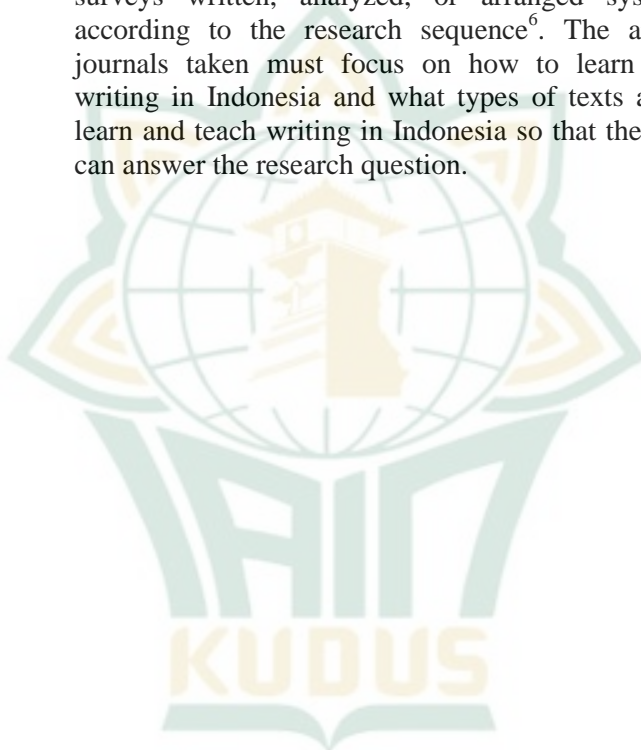 surveys written, analyzed, or arranged
according to the research sequence⁶. The
journals taken must focus on how to learn
writing in Indonesia and what types of texts
learn and teach writing in Indonesia so that
can answer the research question.
IAIN
KUDUS